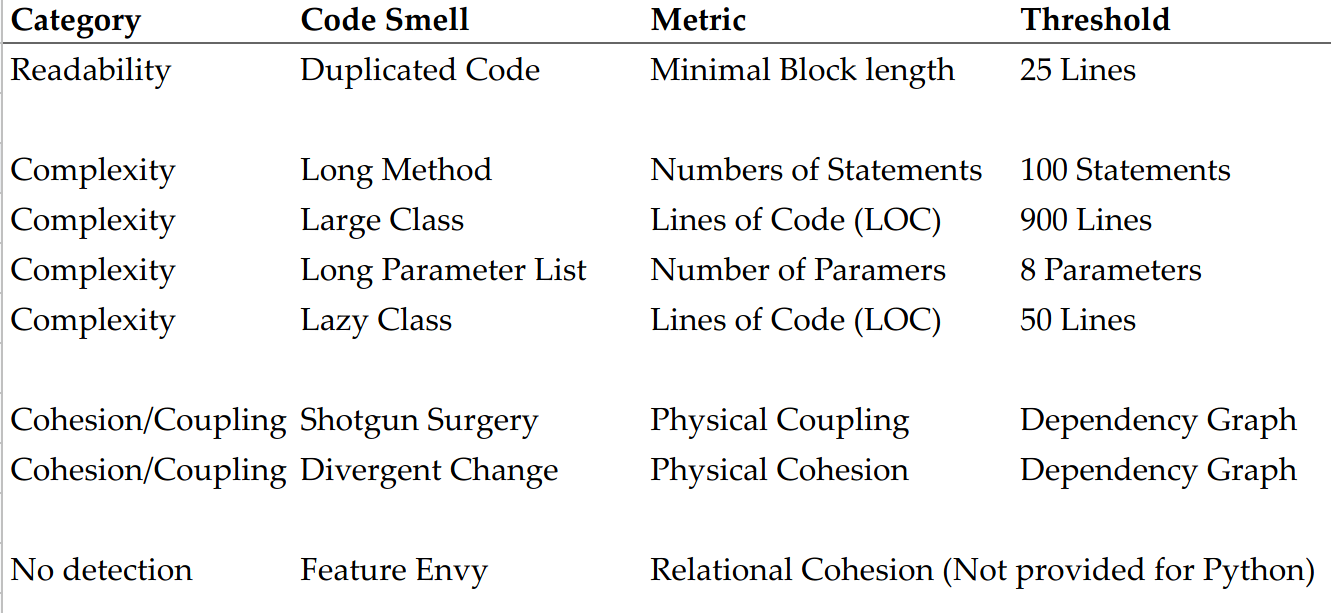 Category Code Smell Metric Threshold
Readability Duplicated Code Minimal Block length 25 Lines
Complexity Long Method Numbers of Statements 100 Statements
Complexity Large Class Lines of Code (LOC) 900 Lines
Complexity Long Parameter List Number of Paramers 8 Parameters
Complexity Lazy Class Lines of Code (LOC) 50 Lines
Cohesion/Coupling Shotgun Surgery Physical Coupling Dependency Graph
Cohesion/Coupling Divergent Change Physical Cohesion Dependency Graph
No detection Feature Envy Relational Cohesion (Not provided for Python)